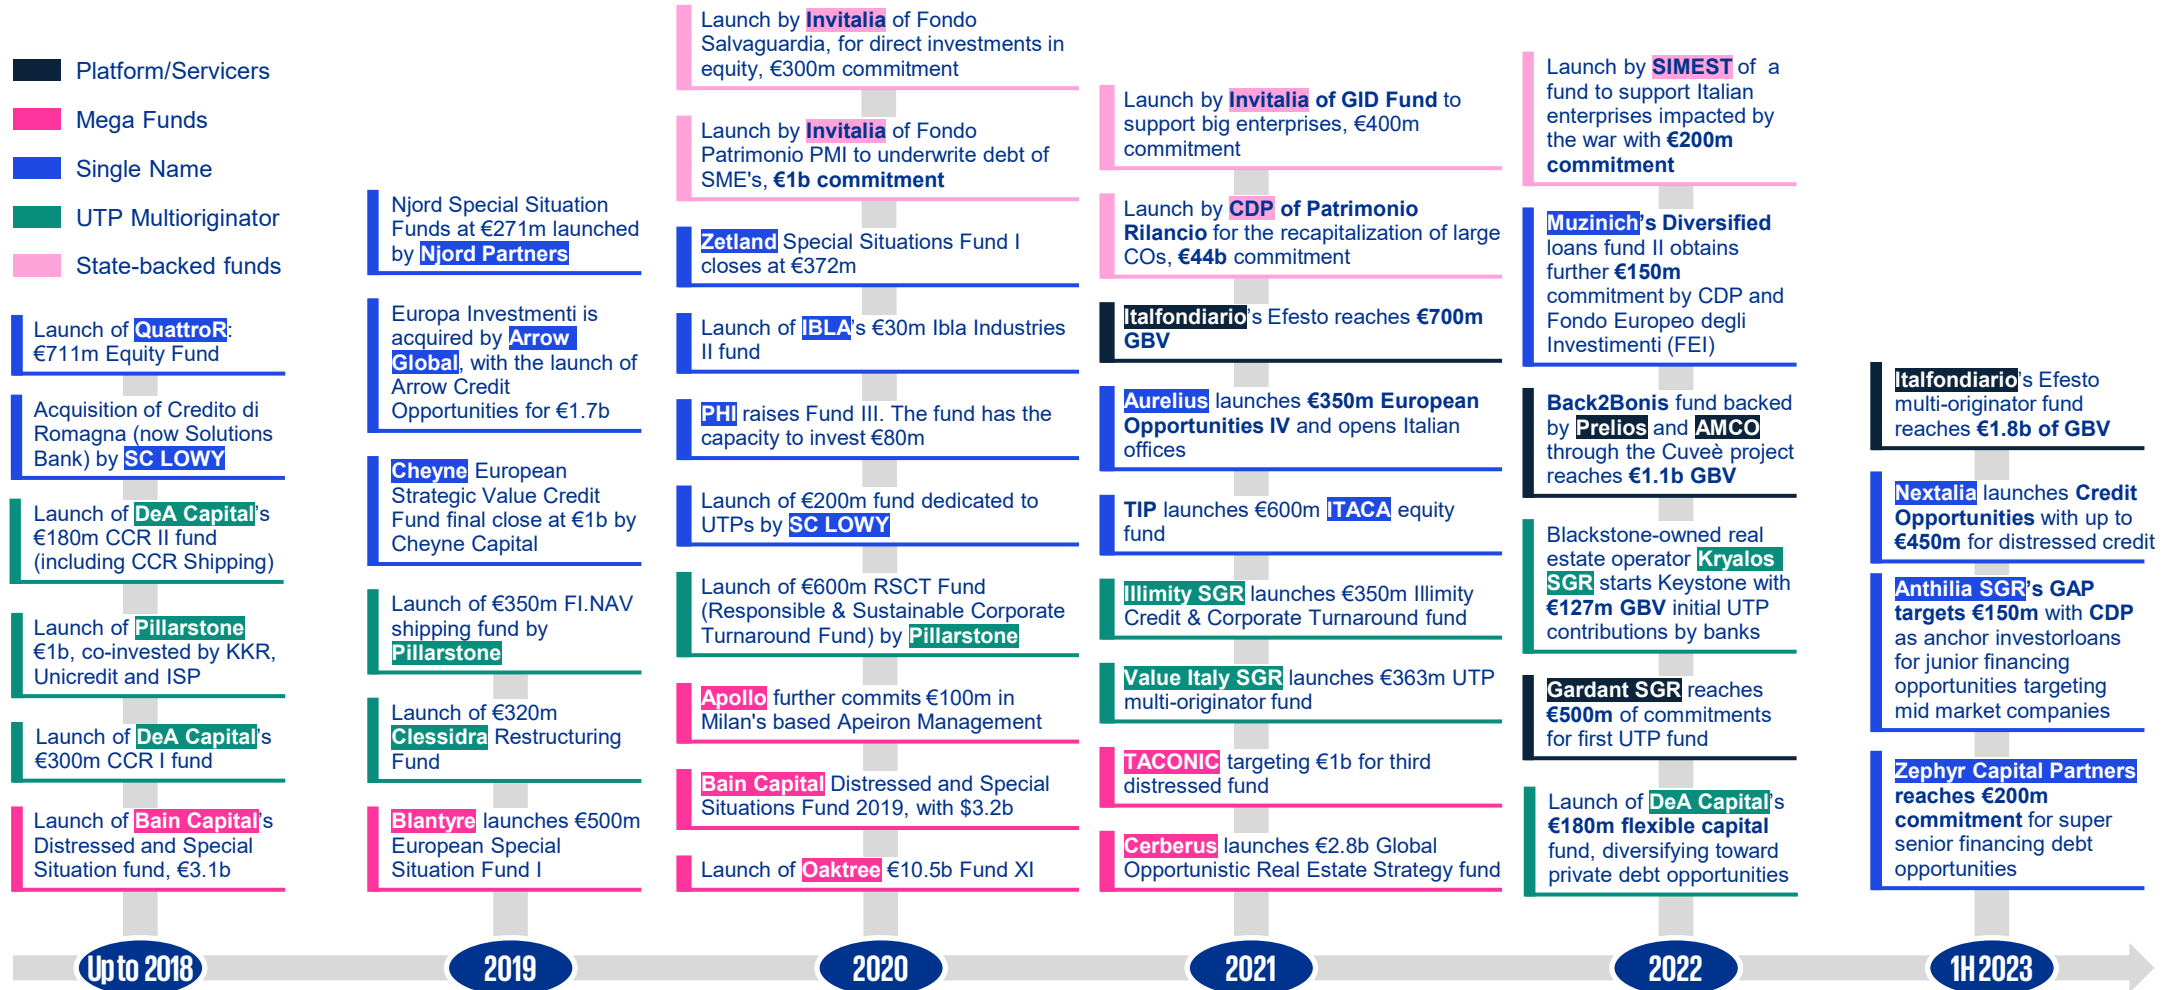 Platform/Servicers
Mega Funds
Single Name
UTP Multioriginator
State-backed funds
Launch of QuattroR:
€711m Equity Fund
Acquisition of Credito di
Romagna (now Solutions
Bank) by SC LOWY
Launch of DeA Capital's
€180m CCR II fund
(including CCR Shipping)
Launch of Pillarstone
€1b, co-invested by KKR,
Unicredit and ISP
Launch of DeA Capital's
€300m CCR I fund
Launch of Bain Capital's
Distressed and Special
Situation fund, €3.1b
Up to 2018
Njord Special Situation
Funds at €271m launched
by Njord Partners
Europa Investimenti is
acquired by Arrow
Global, with the launch of
Arrow Credit
Opportunities for €1.7b
Cheyne European
Strategic Value Credit
Fund final close at €1b by
Cheyne Capital
Launch of €350m FI.NAV
shipping fund by
Pillarstone
Launch of €320m
Clessidra Restructuring
Fund
Blantyre launches €500m
European Special
Situation Fund I
2019
Launch by Invitalia of Fondo
Salvaguardia, for direct investments in
equity, €300m commitment
Launch by Invitalia of Fondo
Patrimonio PMI to underwrite debt of
SME's, €1b commitment
Zetland Special Situations Fund I
closes at €372m
Launch of IBLA's €30m Ibla Industries
II fund
PHI raises Fund III. The fund has the
capacity to invest €80m
Launch of €200m fund dedicated to
UTPs by SC LOWY
Launch of €600m RSCT Fund
(Responsible & Sustainable Corporate
Turnaround Fund) by Pillarstone
Apollo further commits €100m in
Milan's based Apeiron Management
Bain Capital Distressed and Special
Situations Fund 2019, with $3.2b
Launch of Oaktree €10.5b Fund XI
2020
Launch by Invitalia of GID Fund to
support big enterprises, €400m
commitment
Launch by CDP of Patrimonio
Rilancio for the recapitalization of large
COs, €44b commitment
Italfondiario's Efesto reaches €700m
GBV
Aurelius launches €350m European
Opportunities IV and opens Italian
offices
TIP launches €600m ITACA equity
fund
Illimity SGR launches €350m Illimity
Credit & Corporate Turnaround fund
Value Italy SGR launches €363m UTP
multi-originator fund
TACONIC targeting €1b for third
distressed fund
Cerberus launches €2.8b Global
Opportunistic Real Estate Strategy fund
2021
Launch by SIMEST of a
fund to support Italian
enterprises impacted by
the war with €200m
commitment
Muzinich's Diversified
loans fund II obtains
further €150m
commitment by CDP and
Fondo Europeo degli
Investimenti (FEI)
Back2Bonis fund backed
by Prelios and AMCO
through the Cuveè project
reaches €1.1b GBV
Blackstone-owned real
estate operator Kryalos
SGR starts Keystone with
€127m GBV initial UTP
contributions by banks
Gardant SGR reaches
€500m of commitments
for first UTP fund
Launch of DeA Capital's
€180m flexible capital
fund, diversifying toward
private debt opportunities
2022
Italfondiario's Efesto
multi-originator fund
reaches €1.8b of GBV
Nextalia launches Credit
Opportunities with up to
€450m for distressed credit
Anthilia SGR's GAP
targets €150m with CDP
as anchor investorloans
for junior financing
opportunities targeting
mid market companies
Zephyr Capital Partners
reaches €200m
commitment for super
senior financing debt
opportunities
1H 2023